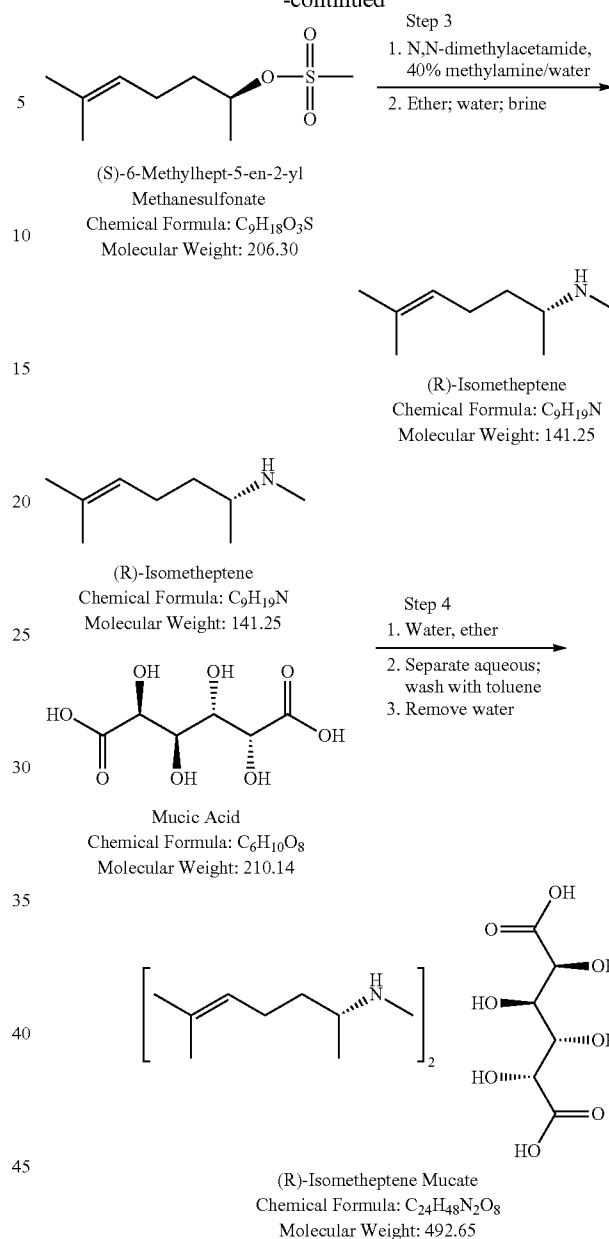 -continued
Step 3
1. N,N-dimethylacetamide,
40% methylamine/water
2. Ether; water; brine
O
O
S
O
5
(S)-6-Methylhept-5-en-2-yl
Methanesulfonate
Chemical Formula: C9H18O3S
Molecular Weight: 206.30
10
H
N
15
(R)-Isometheptene
Chemical Formula: C9H19N
Molecular Weight: 141.25
H
N
20
(R)-Isometheptene
Chemical Formula: C9H19N
Molecular Weight: 141.25
25
Step 4
1. Water, ether
2. Separate aqueous;
wash with toluene
3. Remove water
OH OH O
HO
OH
O OH OH
30
Mucic Acid
Chemical Formula: C6H10O8
Molecular Weight: 210.14
35
OH
O
H
N
HO
2
40
HO
O
HO
45
(R)-Isometheptene Mucate
Chemical Formula: C24H48N2O8
Molecular Weight: 492.65